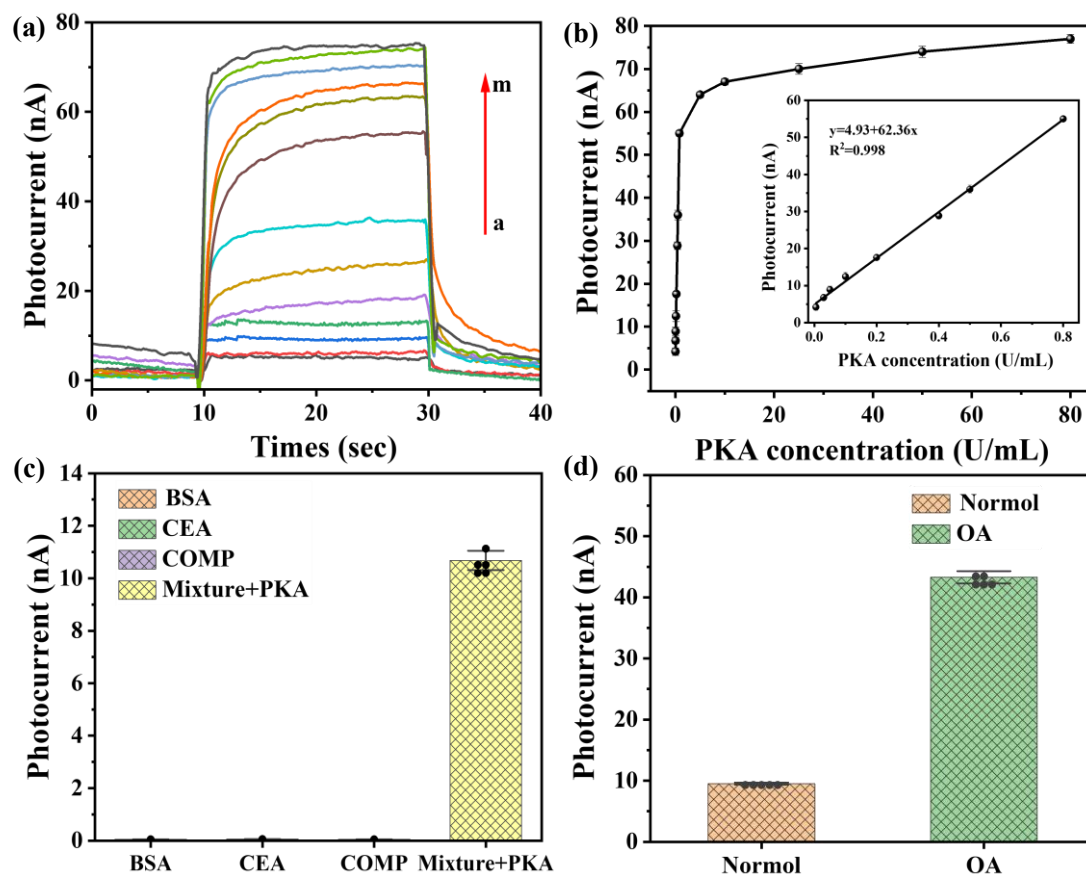 (a)
80
60
40
20
0
Photocurrent (nA)
m
a
0 10 20 30 40
Times (sec)
(b)
80
70
60
50
40
30
20
10
0
Photocurrent (nA)
0 20 40 60 80
PKA concentration (U/mL)
60
50
40
30
20
10
0
Photocurrent (nA)
y=4.93+62.36x
R²=0.998
0.0 0.2 0.4 0.6 0.8
PKA concentration (U/mL)
(c)
14
12
10
8
6
4
2
0
Photocurrent (nA)
BSA
CEA
COMP
Mixture+PKA
BSA CEA COMP Mixture+PKA
(d)
60
50
40
30
20
10
0
Photocurrent (nA)
Normol
OA
Normol OA